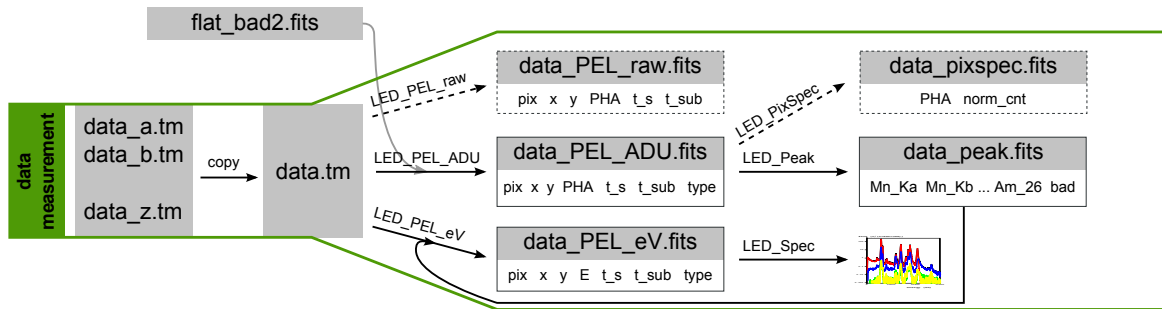 flat_bad2.fits
data measurement
data_a.tm
data_b.tm
data_z.tm
copy
data.tm
LED_PEL_raw
data_PEL_raw.fits
pix x y PHA t_s t_sub
LED_PixSpec
data_pixspec.fits
PHA norm_cnt
LED_PEL_ADU
data_PEL_ADU.fits
pix x y PHA t_s t_sub type
LED_Peak
data_peak.fits
Mn_Ka Mn_Kb ... Am_26 bad
LED_PEL_eV
data_PEL_eV.fits
pix x y E t_s t_sub type
LED_Spec